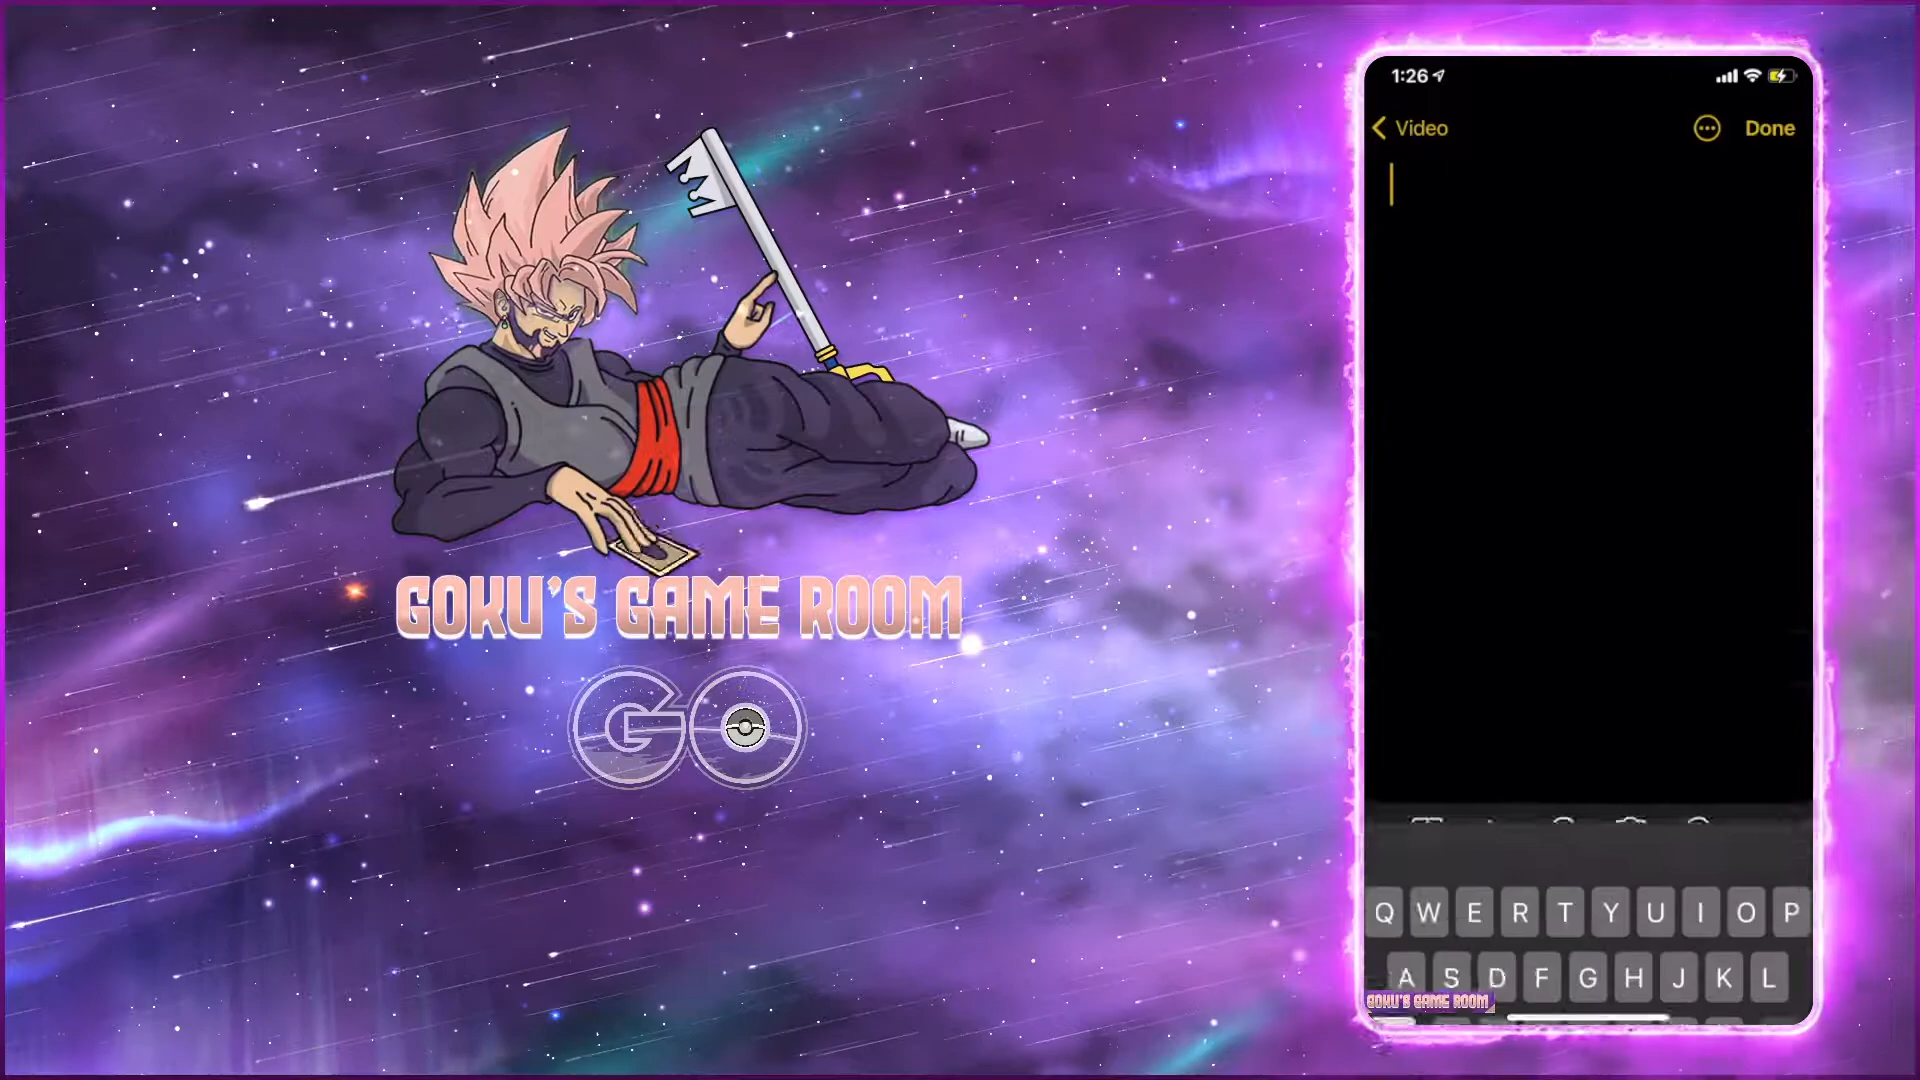 1:26
Video
Done
GOKU'S GAME ROOM
GO
Q W E R T Y U I O P
A S D F G H J K L
GOKU'S GAME ROOM